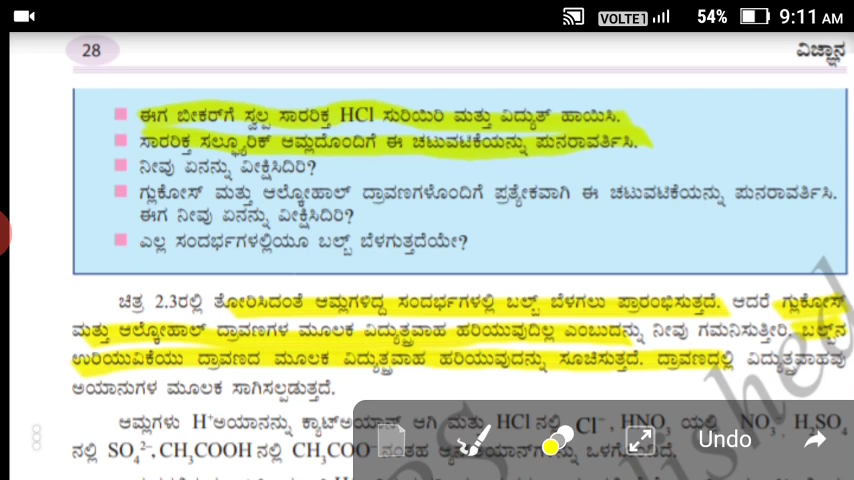 VOLTE1 54% 9:11 AM
28 ವಿಜ್ಞಾನ
ಈಗ ಬೀಕರ್‌ಗೆ ಸ್ವಲ್ಪ ಸಾರರಿಕ್ತ HCl ಸುರಿಯಿರಿ ಮತ್ತು ವಿದ್ಯುತ್ ಹಾಯಿಸಿ.
ಸಾರರಿಕ್ತ ಸಲ್ಫ್ಯೂರಿಕ್ ಆಮ್ಲದೊಂದಿಗೆ ಈ ಚಟುವಟಿಕೆಯನ್ನು ಪುನರಾವರ್ತಿಸಿ.
ನೀವು ಏನನ್ನು ವೀಕ್ಷಿಸಿದಿರಿ?
ಗ್ಲುಕೋಸ್ ಮತ್ತು ಆಲ್ಕೋಹಾಲ್ ದ್ರಾವಣಗಳೊಂದಿಗೆ ಪ್ರತ್ಯೇಕವಾಗಿ ಈ ಚಟುವಟಿಕೆಯನ್ನು ಪುನರಾವರ್ತಿಸಿ.
ಈಗ ನೀವು ಏನನ್ನು ವೀಕ್ಷಿಸಿದಿರಿ?
ಎಲ್ಲ ಸಂದರ್ಭಗಳಲ್ಲಿಯೂ ಬಲ್ಬ್ ಬೆಳಗುತ್ತದೆಯೇ?
ಚಿತ್ರ 2.3ರಲ್ಲಿ ತೋರಿಸಿದಂತೆ ಆಮ್ಲಗಳಿದ್ದ ಸಂದರ್ಭಗಳಲ್ಲಿ ಬಲ್ಬ್ ಬೆಳಗಲು ಪ್ರಾರಂಭಿಸುತ್ತದೆ. ಆದರೆ ಗ್ಲುಕೋಸ್
ಮತ್ತು ಆಲ್ಕೋಹಾಲ್ ದ್ರಾವಣಗಳ ಮೂಲಕ ವಿದ್ಯುತ್ಪ್ರವಾಹ ಹರಿಯುವುದಿಲ್ಲ ಎಂಬುದನ್ನು ನೀವು ಗಮನಿಸುತ್ತೀರಿ. ಬಲ್ಬ್‌ನ
ಉರಿಯುವಿಕೆಯು ದ್ರಾವಣದ ಮೂಲಕ ವಿದ್ಯುತ್ಪ್ರವಾಹ ಹರಿಯುವುದನ್ನು ಸೂಚಿಸುತ್ತದೆ. ದ್ರಾವಣದಲ್ಲಿ ವಿದ್ಯುತ್ಪ್ರವಾಹವು
ಅಯಾನುಗಳ ಮೂಲಕ ಸಾಗಿಸಲ್ಪಡುತ್ತದೆ.
ಆಮ್ಲಗಳು H⁺ಅಯಾನನ್ನು ಕ್ಯಾಟ್‌ಅಯಾನ್ ಆಗಿ ಮತ್ತು HCl ನಲ್ಲಿ Cl⁻, HNO₃ ಯಲ್ಲಿ NO₃⁻, H₂SO₄
ನಲ್ಲಿ SO₄²⁻, CH₃COOH ನಲ್ಲಿ CH₃COO⁻ನಂತಹ
Undo